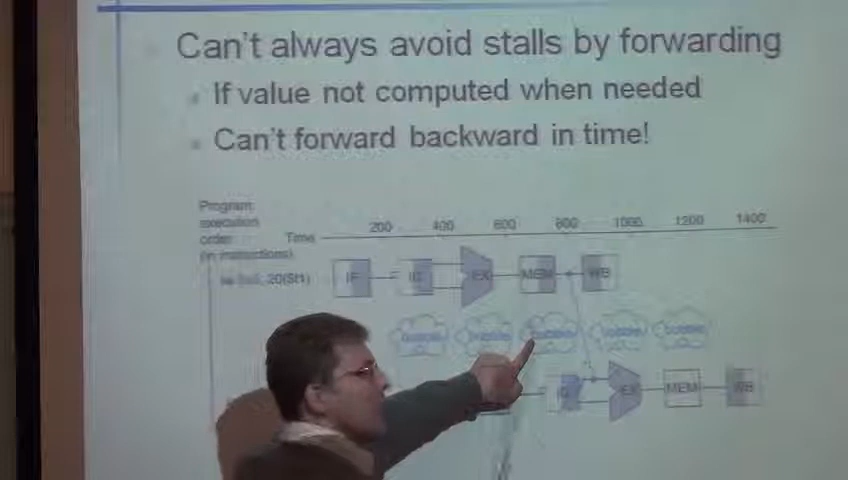 Can't always avoid stalls by forwarding
If value not computed when needed
Can't forward backward in time!
Program
execution
order
(in instructions)
Time
200 400 600 800 1000 1200 1400
IF ID EX MEM WB
bubble bubble bubble bubble bubble
ID EX MEM WB